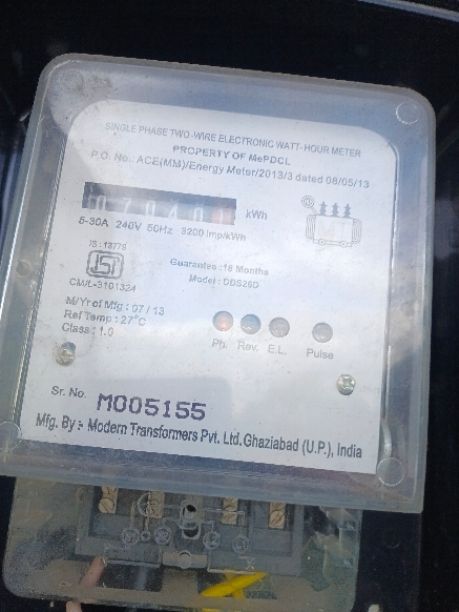 SINGLE PHASE TWO-WIRE ELECTRONIC WATT-HOUR METER
PROPERTY OF MePDCL
P.O. No.: ACE(MM)/Energy Meter/2013/3 dated 08/05/13
kWh
5-30A 240V 50Hz 3200 imp/kWh
IS : 13779
ISI
Guarantee :18 Months
Model : DDS26D
CM/L-3101324
M/Yr of Mfg : 07 / 13
Ref Temp : 27°C
Class : 1.0
Ph. Rev. E.L. Pulse
Sr. No. M005155
Mfg. By :- Modern Transformers Pvt. Ltd. Ghaziabad (U.P.), India